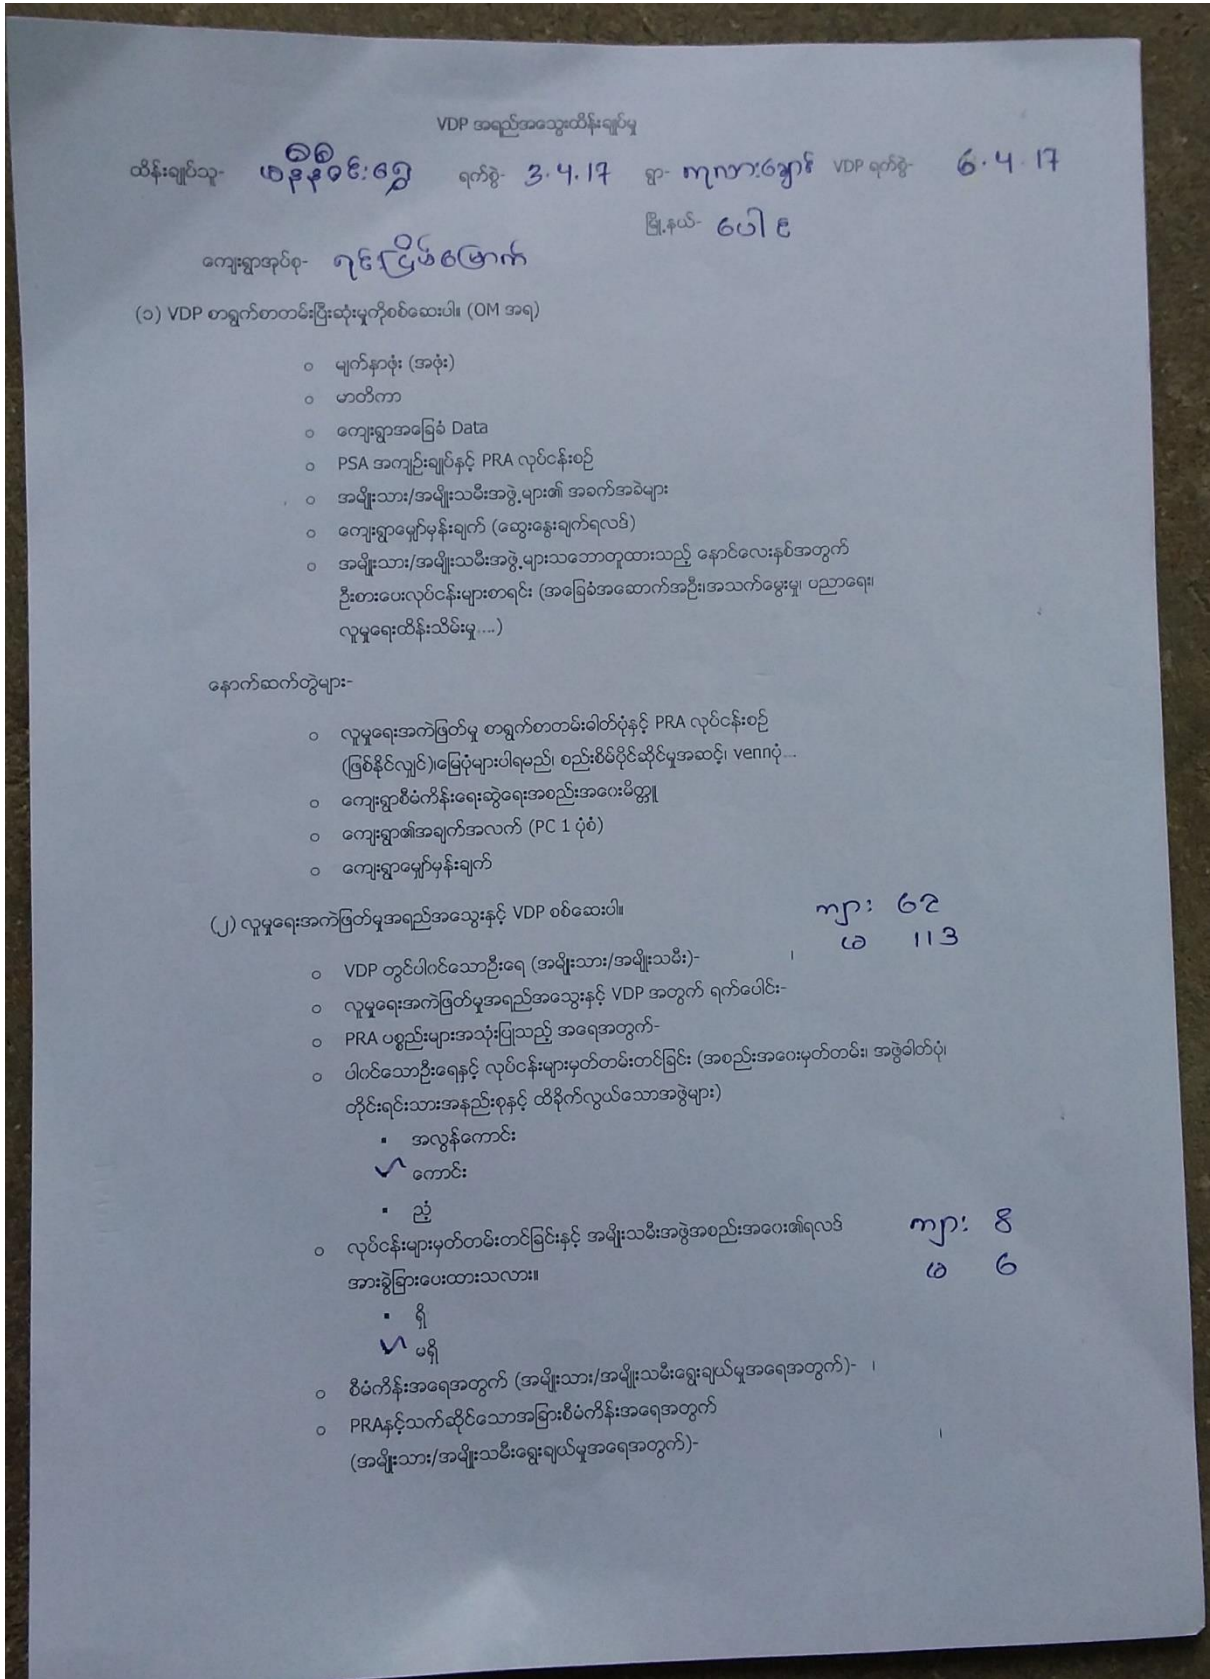 VDP အရည်အသွေးထိန်းချုပ်မှု
ထိန်းချုပ်သူ- မနီနီဝင်းရွှေ ရက်စွဲ- 3.4.17 ရွာ- ကုလားချောင် VDP ရက်စွဲ- 6.4.17
မြို့နယ်- ပေါ
ကျေးရွာအုပ်စု- ရင်းငြိမ်မြောက်
(၁) VDP စာရွက်စာတမ်းပြီးဆုံးမှုကိုစစ်ဆေးပါ။ (OM အရ)
o မျက်နှာဖုံး (အဖုံး)
o မာတိကာ
o ကျေးရွာအခြေခံ Data
o PSA အကျဉ်းချုပ်နှင့် PRA လုပ်ငန်းစဉ်
o အမျိုးသား/အမျိုးသမီးအဖွဲ့များ၏ အခက်အခဲများ
o ကျေးရွာမျှော်မှန်းချက် (ဆွေးနွေးချက်ရလဒ်)
o အမျိုးသား/အမျိုးသမီးအဖွဲ့များသဘောတူထားသည့် နောင်လေးနှစ်အတွက်
ဦးစားပေးလုပ်ငန်းများစာရင်း (အခြေခံအဆောက်အဦး၊အသက်မွေးမှု၊ ပညာရေး၊
လူမှုရေးထိန်းသိမ်းမှု....)
နောက်ဆက်တွဲများ-
o လူမှုရေးအကဲဖြတ်မှု စာရွက်စာတမ်းဓါတ်ပုံနှင့် PRA လုပ်ငန်းစဉ်
(ဖြစ်နိုင်လျှင်)၊မြေပုံများပါရမည်၊ စည်းစိမ်ပိုင်ဆိုင်မှုအဆင့်၊ vennပုံ...
o ကျေးရွာစီမံကိန်းရေးဆွဲရေးအစည်းအဝေးမိတ္တူ
o ကျေးရွာ၏အချက်အလက် (PC 1 ပုံစံ)
o ကျေးရွာမျှော်မှန်းချက်
(၂) လူမှုရေးအကဲဖြတ်မှုအရည်အသွေးနှင့် VDP စစ်ဆေးပါ။ ကျား ၆၃
မ 113
o VDP တွင်ပါဝင်သောဦးရေ (အမျိုးသား/အမျိုးသမီး)- ၊
o လူမှုရေးအကဲဖြတ်မှုအရည်အသွေးနှင့် VDP အတွက် ရက်ပေါင်း-
o PRA ပစ္စည်းများအသုံးပြုသည့် အရေအတွက်-
o ပါဝင်သောဦးရေနှင့် လုပ်ငန်းများမှတ်တမ်းတင်ခြင်း (အစည်းအဝေးမှတ်တမ်း၊ အဖွဲ့ဓါတ်ပုံ၊
တိုင်းရင်းသားအနည်းစုနှင့် ထိခိုက်လွယ်သောအဖွဲ့များ)
▪ အလွန်ကောင်း
✓ ကောင်း
▪ ညံ့
o လုပ်ငန်းများမှတ်တမ်းတင်ခြင်းနှင့် အမျိုးသမီးအဖွဲ့အစည်းအဝေး၏ရလဒ် ကျား 8
အားခွဲခြားပေးထားသလား။ မ 6
▪ ရှိ
✓ မရှိ
o စီမံကိန်းအရေအတွက် (အမျိုးသား/အမျိုးသမီးရွေးချယ်မှုအရေအတွက်)- ၊
o PRAနှင့်သက်ဆိုင်သောအခြားစီမံကိန်းအရေအတွက်
(အမျိုးသား/အမျိုးသမီးရွေးချယ်မှုအရေအတွက်)- ၊